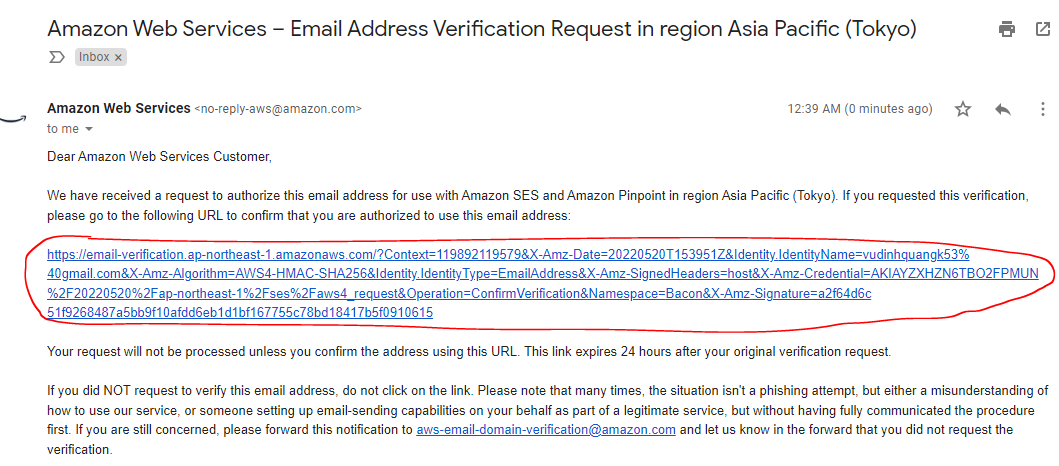 Amazon Web Services – Email Address Verification Request in region Asia Pacific (Tokyo)
Inbox ×
Amazon Web Services <no-reply-aws@amazon.com>
12:39 AM (0 minutes ago)
to me
Dear Amazon Web Services Customer,
We have received a request to authorize this email address for use with Amazon SES and Amazon Pinpoint in region Asia Pacific (Tokyo). If you requested this verification,
please go to the following URL to confirm that you are authorized to use this email address:
https://email-verification.ap-northeast-1.amazonaws.com/?Context=119892119579&X-Amz-Date=20220520T153951Z&Identity.IdentityName=vudinhquangk53%
40gmail.com&X-Amz-Algorithm=AWS4-HMAC-SHA256&Identity.IdentityType=EmailAddress&X-Amz-SignedHeaders=host&X-Amz-Credential=AKIAYZXHZN6TBO2FPMUN
%2F20220520%2Fap-northeast-1%2Fses%2Faws4_request&Operation=ConfirmVerification&Namespace=Bacon&X-Amz-Signature=a2f64d6c
51f9268487a5bb9f10afdd6eb1d1bf167755c78bd18417b5f0910615
Your request will not be processed unless you confirm the address using this URL. This link expires 24 hours after your original verification request.
If you did NOT request to verify this email address, do not click on the link. Please note that many times, the situation isn't a phishing attempt, but either a misunderstanding of
how to use our service, or someone setting up email-sending capabilities on your behalf as part of a legitimate service, but without having fully communicated the procedure
first. If you are still concerned, please forward this notification to aws-email-domain-verification@amazon.com and let us know in the forward that you did not request the
verification.